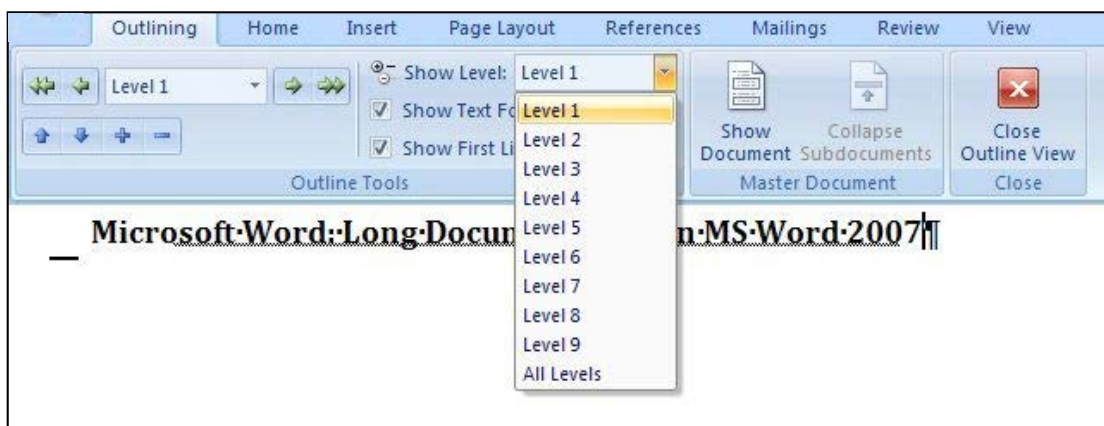 Outlining Home Insert Page Layout References Mailings Review View
Level 1
Show Level: Level 1
Show Text Fo
Show First Li
Level 1
Level 2
Level 3
Level 4
Level 5
Level 6
Level 7
Level 8
Level 9
All Levels
Outline Tools
Show Document
Collapse Subdocuments
Master Document
Close Outline View
Close
Microsoft·Word:·Long·Docum n·MS·Word·2007¶